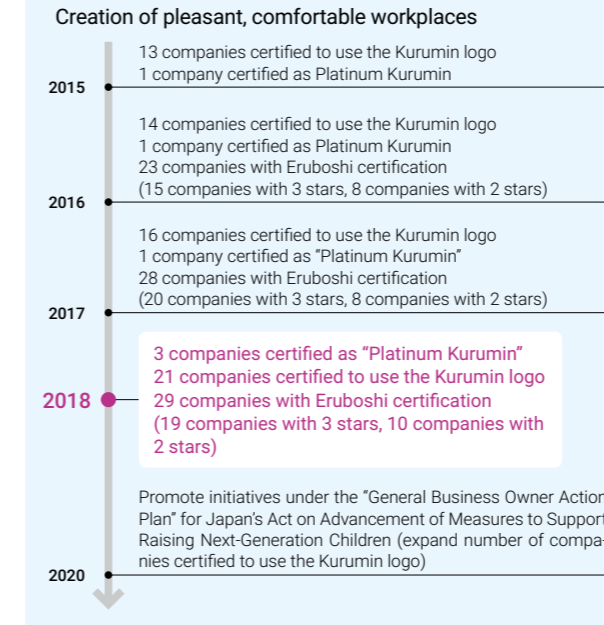 Creation of pleasant, comfortable workplaces
13 companies certified to use the Kurumin logo
1 company certified as Platinum Kurumin
2015
14 companies certified to use the Kurumin logo
1 company certified as Platinum Kurumin
23 companies with Eruboshi certification
(15 companies with 3 stars, 8 companies with 2 stars)
2016
16 companies certified to use the Kurumin logo
1 company certified as “Platinum Kurumin”
28 companies with Eruboshi certification
(20 companies with 3 stars, 8 companies with 2 stars)
2017
3 companies certified as “Platinum Kurumin”
21 companies certified to use the Kurumin logo
2018
29 companies with Eruboshi certification
(19 companies with 3 stars, 10 companies with
2 stars)
Promote initiatives under the “General Business Owner Action
Plan” for Japan’s Act on Advancement of Measures to Support
Raising Next-Generation Children (expand number of compa-
nies certified to use the Kurumin logo)
2020